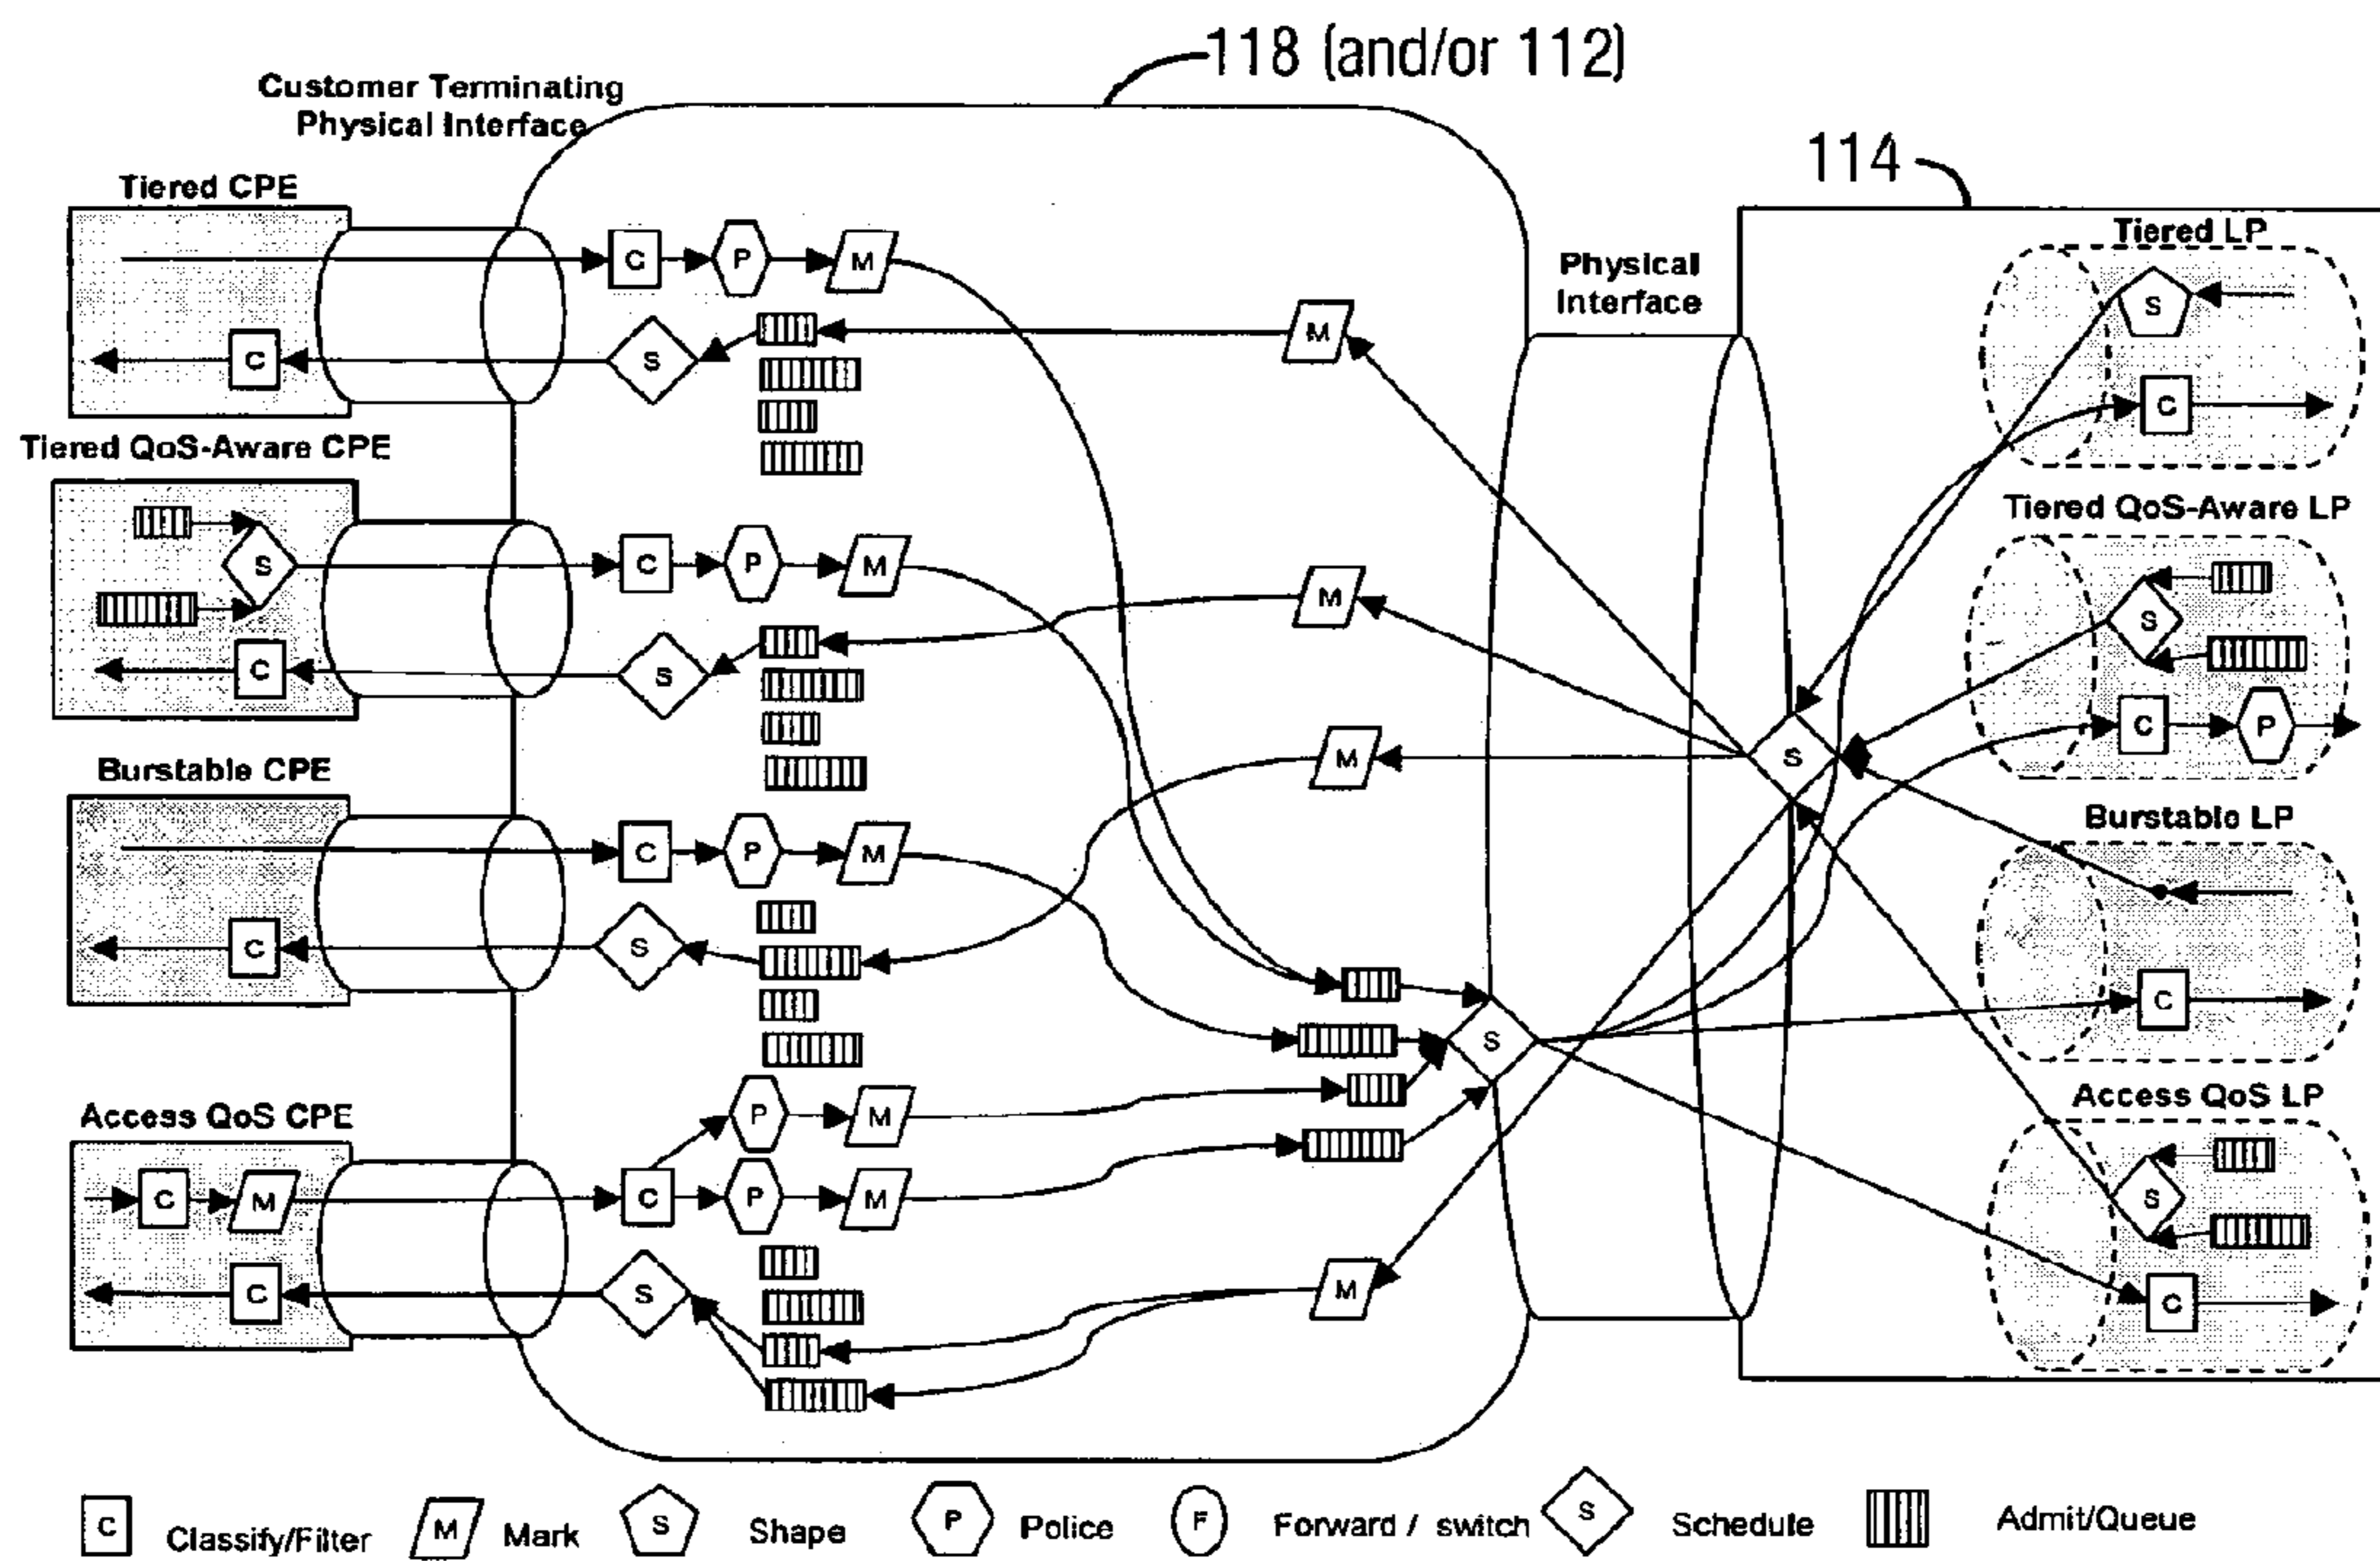 118 (and/or 112)
Customer Terminating
Physical Interface
114
Tiered CPE
Tiered LP
C P M
S
Physical
Interface
M
S
C
C
Tiered QoS-Aware CPE
Tiered QoS-Aware LP
S
C P M
M
S
C
S
C P
M
S
Burstable CPE
Burstable LP
C P M
C
S
S
C
Access QoS CPE
Access QoS LP
P M
C M
C P M
S
C
S
M
C
C Classify/Filter
M Mark
S Shape
P Police
F Forward / switch
S Schedule
Admit/Queue